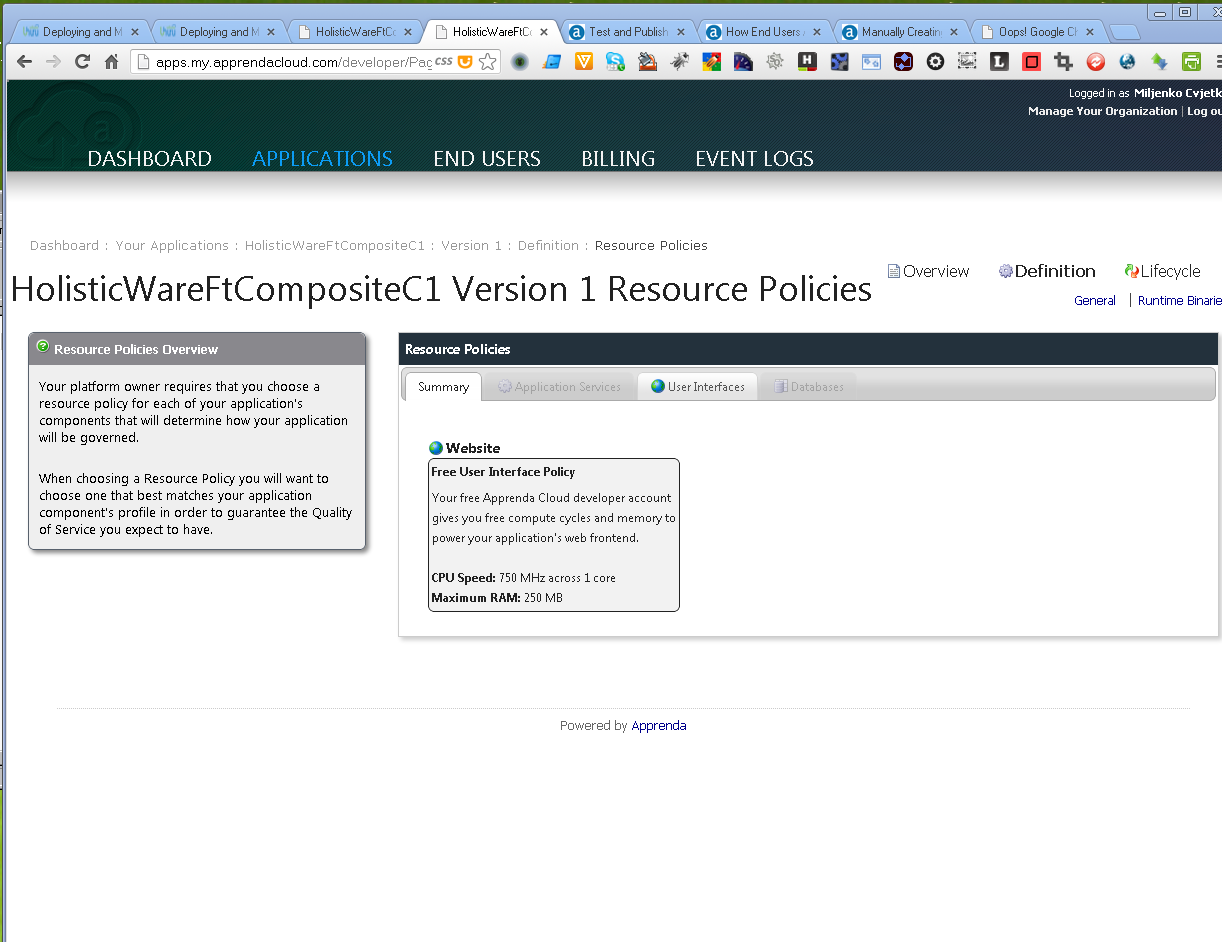 Deploying and M
Deploying and M
HolisticWareFtCo
HolisticWareFtCo
Test and Publish
How End Users A
Manually Creating
Oops! Google Ch
apps.my.apprendacloud.com/developer/Pag
CSS
Logged in as Miljenko Cvjetk
Manage Your Organization | Log ou
DASHBOARD APPLICATIONS END USERS BILLING EVENT LOGS
Dashboard : Your Applications : HolisticWareFtCompositeC1 : Version 1 : Definition : Resource Policies
HolisticWareFtCompositeC1 Version 1 Resource Policies
Overview Definition Lifecycle
General | Runtime Binarie
Resource Policies Overview
Your platform owner requires that you choose a
resource policy for each of your application's
components that will determine how your application
will be governed.
When choosing a Resource Policy you will want to
choose one that best matches your application
component's profile in order to guarantee the Quality
of Service you expect to have.
Resource Policies
Summary Application Services User Interfaces Databases
Website
Free User Interface Policy
Your free Apprenda Cloud developer account
gives you free compute cycles and memory to
power your application's web frontend.
CPU Speed: 750 MHz across 1 core
Maximum RAM: 250 MB
Powered by Apprenda